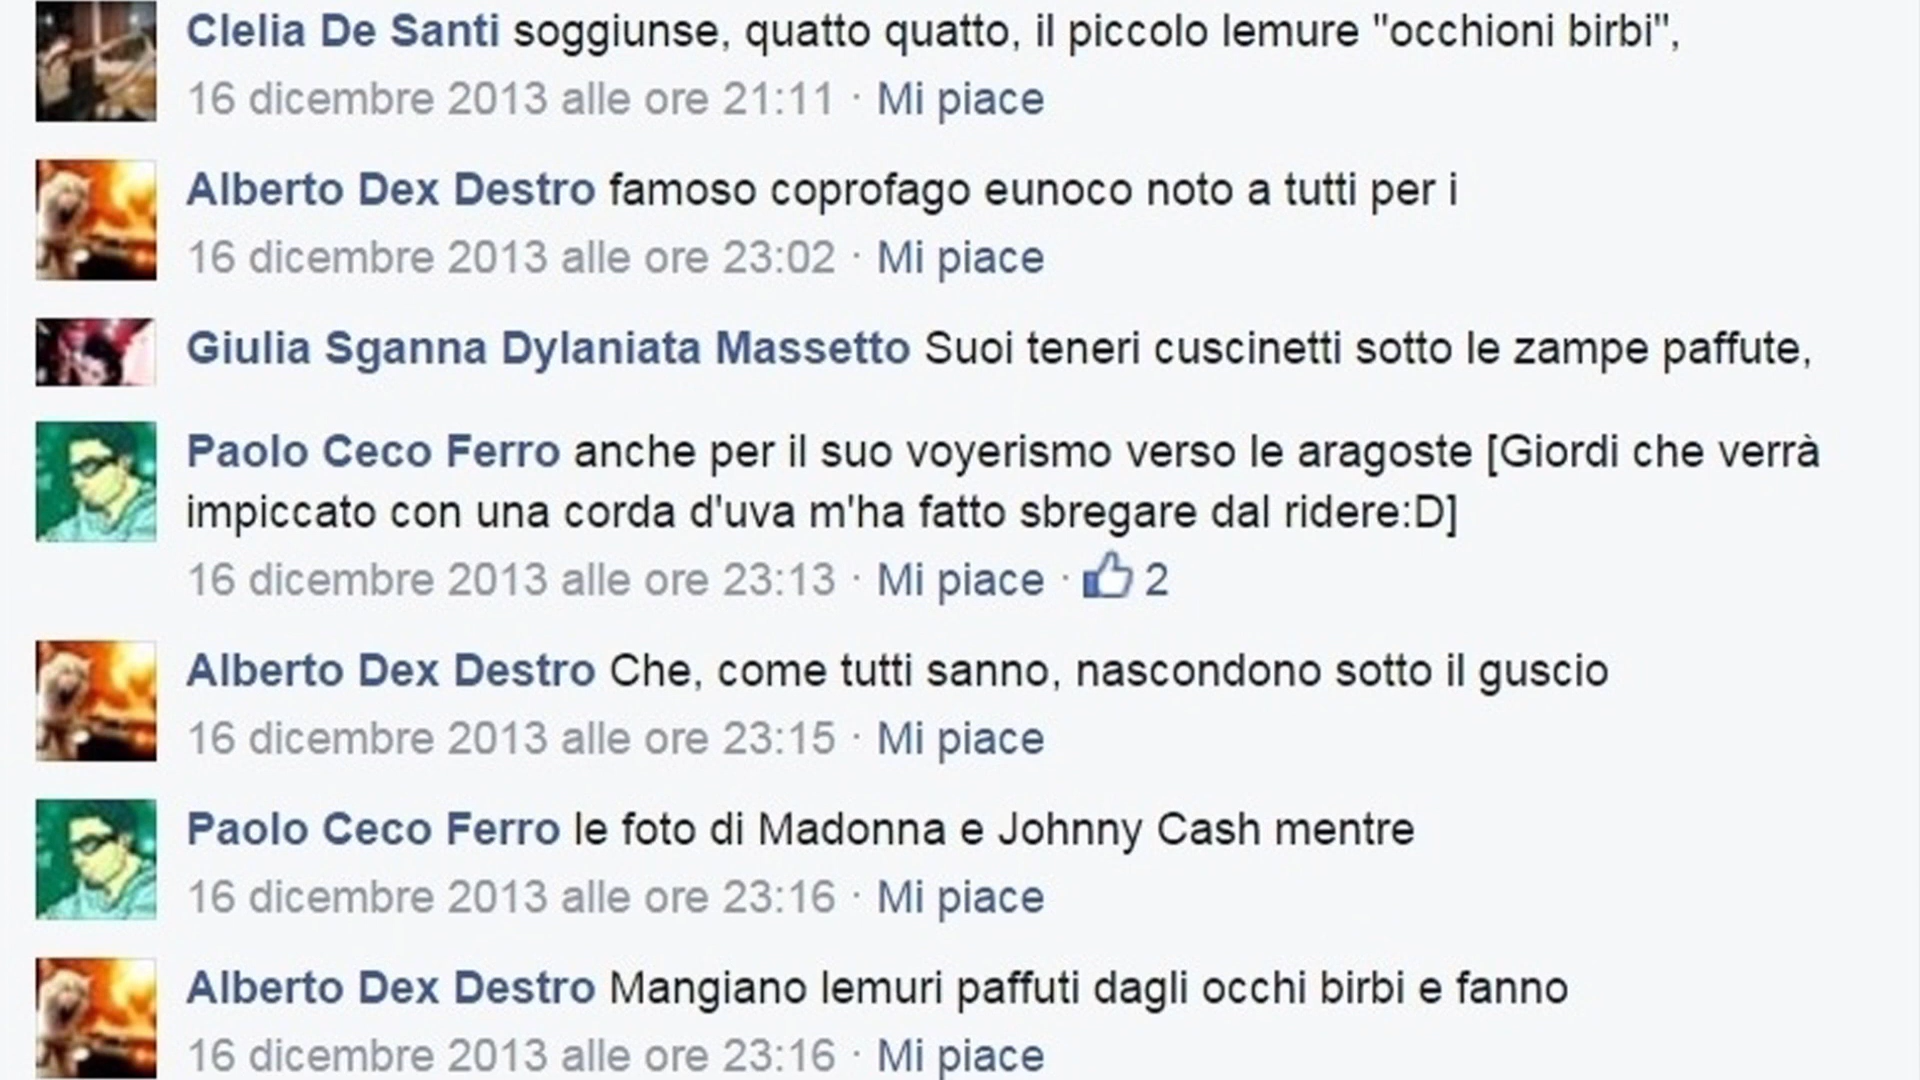 Clelia De Santi soggiunse, quatto quatto, il piccolo lemure "occhioni birbi",
16 dicembre 2013 alle ore 21:11 · Mi piace
Alberto Dex Destro famoso coprofago eunoco noto a tutti per i
16 dicembre 2013 alle ore 23:02 · Mi piace
Giulia Sganna Dylaniata Massetto Suoi teneri cuscinetti sotto le zampe paffute,
Paolo Ceco Ferro anche per il suo voyerismo verso le aragoste [Giordi che verrà
impiccato con una corda d'uva m'ha fatto sbregare dal ridere:D]
16 dicembre 2013 alle ore 23:13 · Mi piace · 2
Alberto Dex Destro Che, come tutti sanno, nascondono sotto il guscio
16 dicembre 2013 alle ore 23:15 · Mi piace
Paolo Ceco Ferro le foto di Madonna e Johnny Cash mentre
16 dicembre 2013 alle ore 23:16 · Mi piace
Alberto Dex Destro Mangiano lemuri paffuti dagli occhi birbi e fanno
16 dicembre 2013 alle ore 23:16 · Mi piace